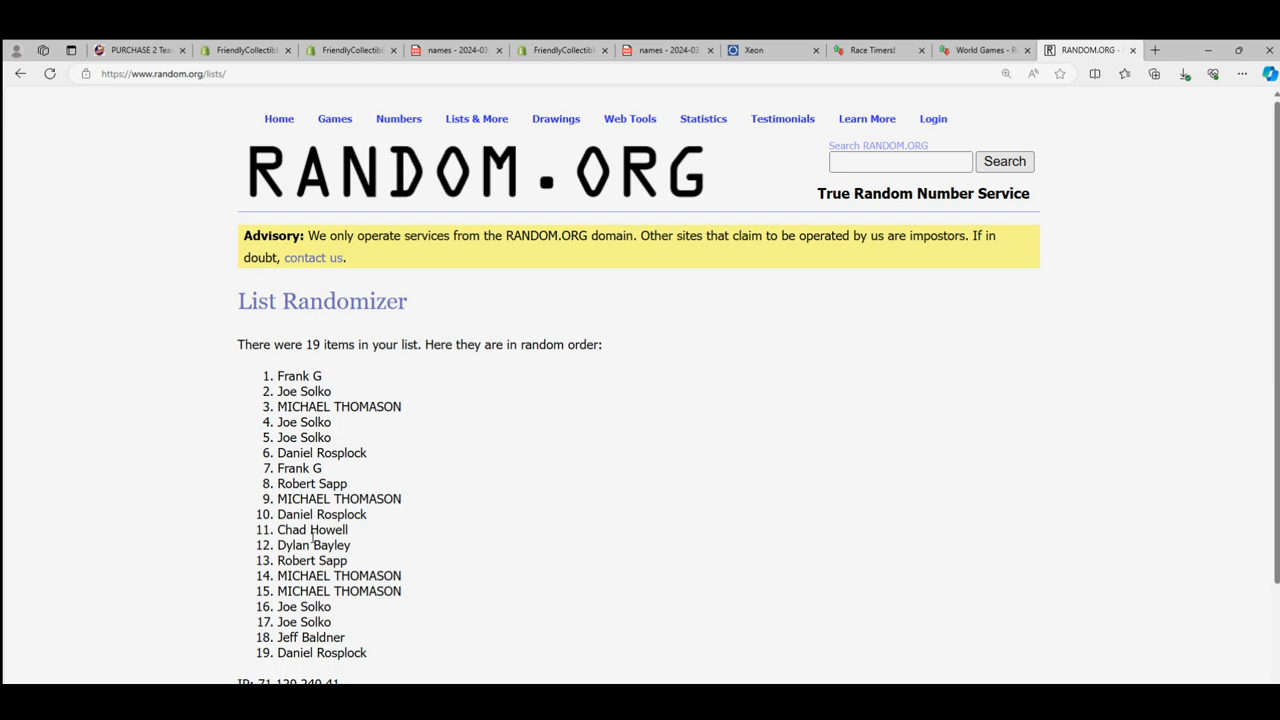 PURCHASE 2 Tea
FriendlyCollectibl
FriendlyCollectibl
names - 2024-03
FriendlyCollectibl
names - 2024-03
Xeon
Race Timers!
World Games - R
RANDOM.ORG -
https://www.random.org/lists/
Home Games Numbers Lists & More Drawings Web Tools Statistics Testimonials Learn More Login
Search RANDOM.ORG
RANDOM.ORG
Search
True Random Number Service
Advisory: We only operate services from the RANDOM.ORG domain. Other sites that claim to be operated by us are impostors. If in
doubt, contact us.
List Randomizer
There were 19 items in your list. Here they are in random order:
1. Frank G
2. Joe Solko
3. MICHAEL THOMASON
4. Joe Solko
5. Joe Solko
6. Daniel Rosplock
7. Frank G
8. Robert Sapp
9. MICHAEL THOMASON
10. Daniel Rosplock
11. Chad Howell
12. Dylan Bayley
13. Robert Sapp
14. MICHAEL THOMASON
15. MICHAEL THOMASON
16. Joe Solko
17. Joe Solko
18. Jeff Baldner
19. Daniel Rosplock
IP: